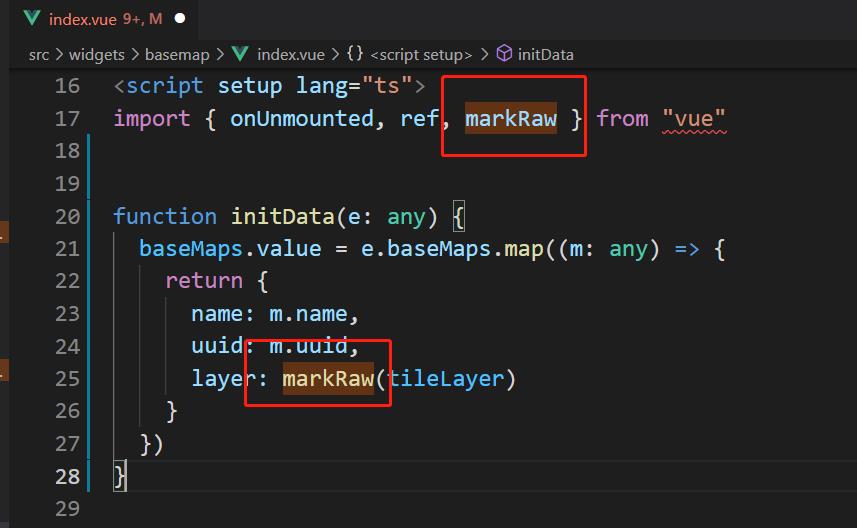 index.vue 9+, M
src > widgets > basemap > index.vue > {} <script setup> > initData
16 <script setup lang="ts">
17 import { onUnmounted, ref, markRaw } from "vue"
18
19
20 function initData(e: any) {
21 baseMaps.value = e.baseMaps.map((m: any) => {
22 return {
23 name: m.name,
24 uuid: m.uuid,
25 layer: markRaw(tileLayer)
26 }
27 })
28 }
29